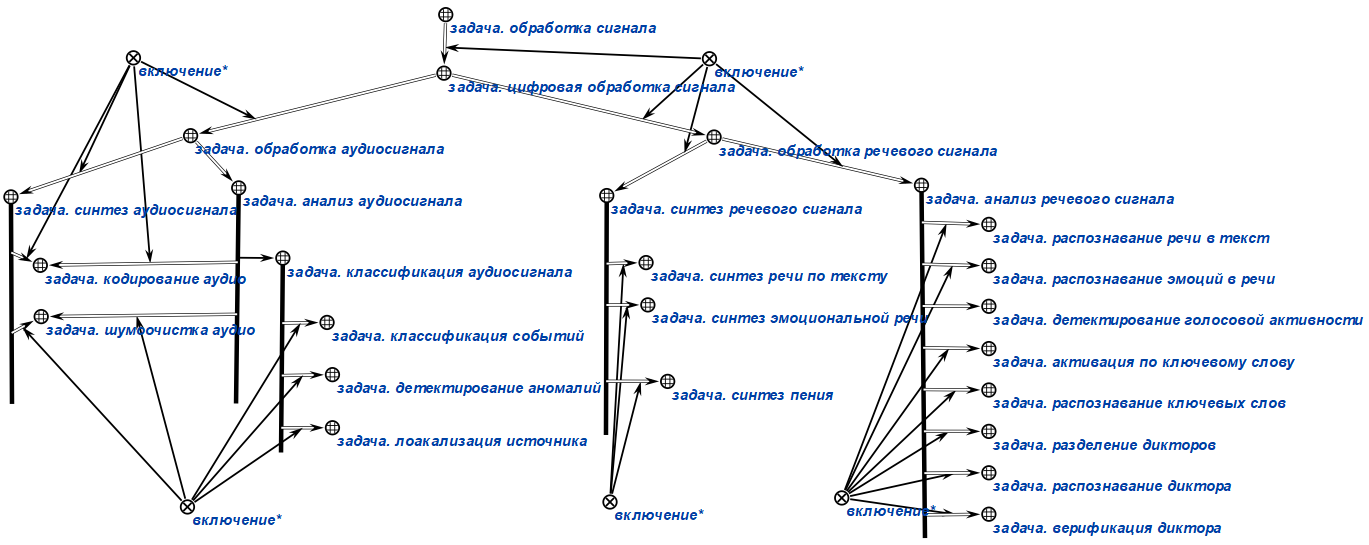 задача. обработка сигнала
включение*
включение*
задача. цифровая обработка сигнала
задача. обработка аудиосигнала
задача. обработка речевого сигнала
задача. синтез аудиосигнала
задача. анализ аудиосигнала
задача. синтез речевого сигнала
задача. анализ речевого сигнала
задача. распознавание речи в текст
задача. кодирование аудио
задача. классификация аудиосигнала
задача. синтез речи по тексту
задача. распознавание эмоций в речи
задача. шумоочистка аудио
задача. классификация событий
задача. синтез эмоциональной речи
задача. детектирование голосовой активности
задача. активация по ключевому слову
задача. детектирование аномалий
задача. синтез пения
задача. распознавание ключевых слов
задача. лоакализация источника
задача. разделение дикторов
задача. распознавание диктора
включение*
включение*
включение*
задача. верификация диктора